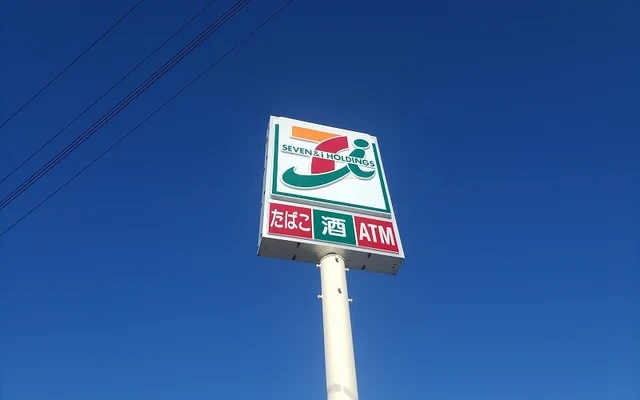 SEVEN & i HOLDINGS
たばこ 酒 ATM